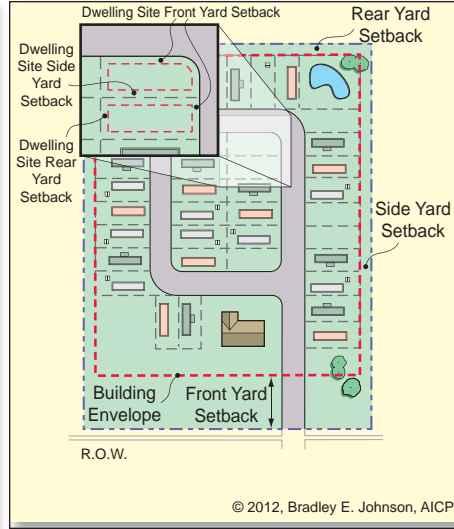 Dwelling Site Front Yard Setback
Rear Yard
Setback
Dwelling
Site Side
Yard
Setback
Dwelling
Site Rear
Yard
Setback
Side Yard
Setback
Building
Envelope
Front Yard
Setback
R.O.W.
© 2012, Bradley E. Johnson, AICP